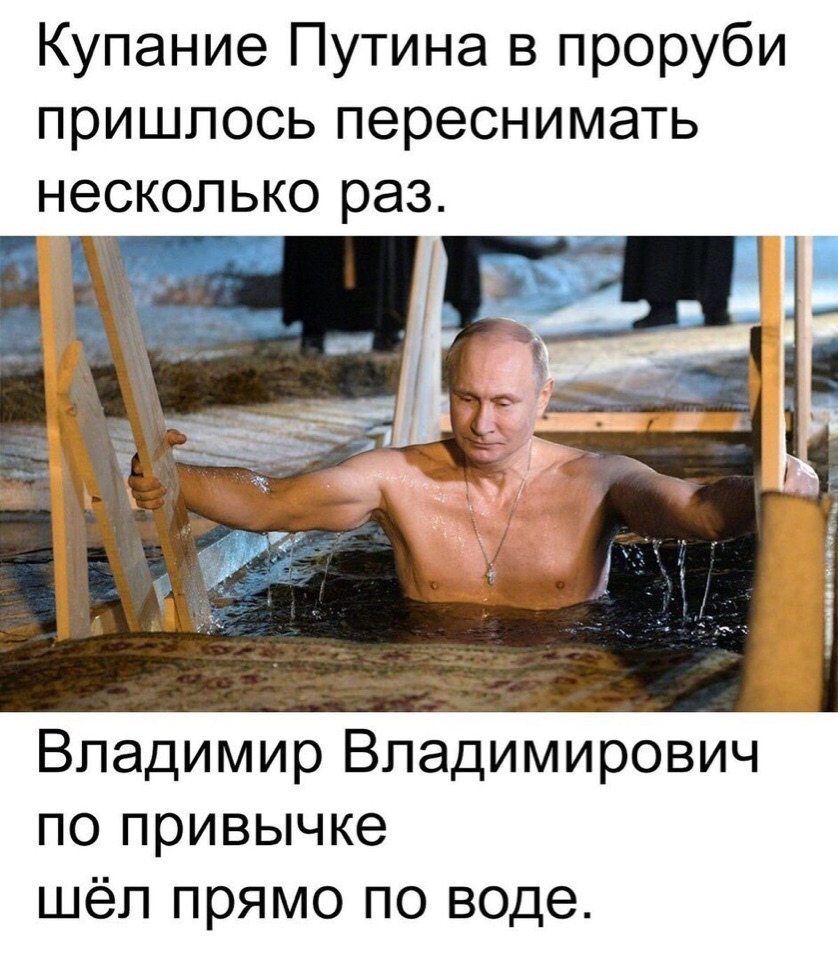 Купание Путина в проруби
пришлось переснимать
несколько раз.
Владимир Владимирович
по привычке
шёл прямо по воде.